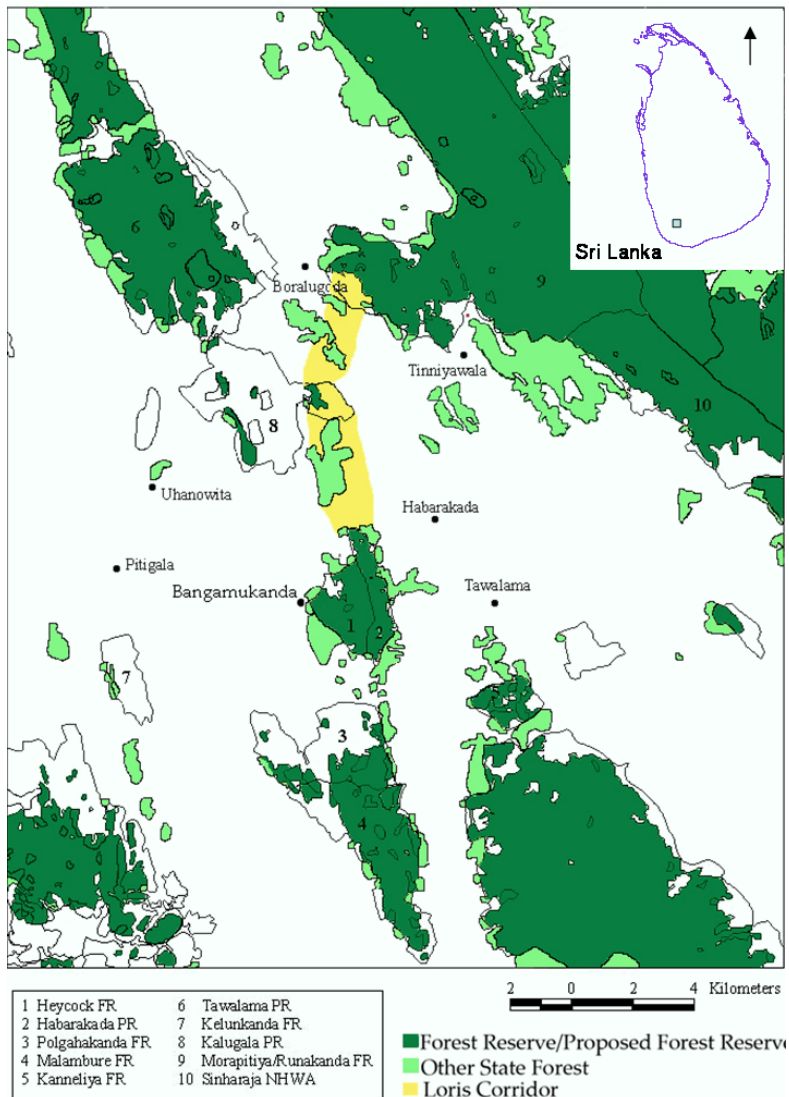 Sri Lanka
6
9
Boralugoda
Tinniyawala
10
8
Uhanowita
Habarakada
Pitigala
Bangamukanda
Tawalama
1
2
7
3
4
2 0 2 4 Kilometers
1 Heycock FR
2 Habarakada PR
3 Polgahakanda FR
4 Malambure FR
5 Kanneliya FR
6 Tawalama PR
7 Kelunkanda FR
8 Kalugala PR
9 Morapitiya/Runakanda FR
10 Sinharaja NHWA
Forest Reserve/Proposed Forest Reserve
Other State Forest
Loris Corridor